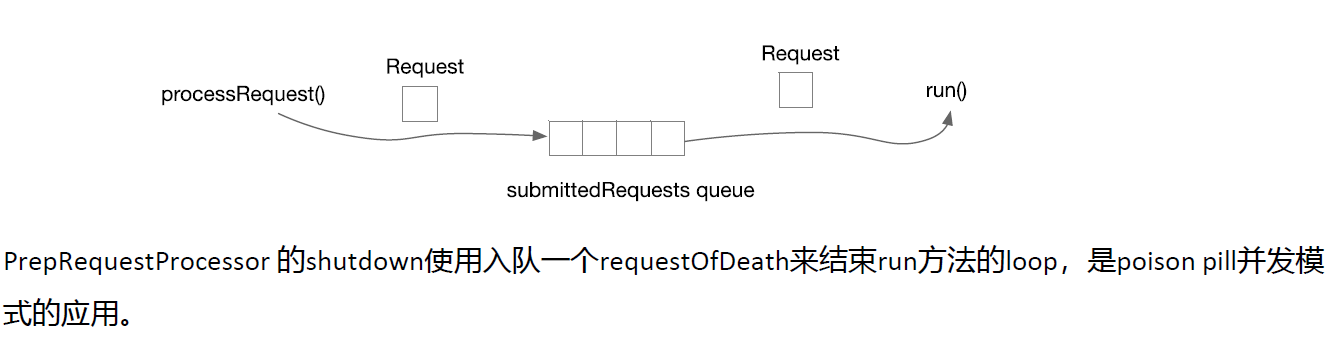 Request
Request
processRequest()
run()
submittedRequests queue
PrepRequestProcessor 的shutdown使用入队一个requestOfDeath来结束run方法的loop，是poison pill并发模
式的应用。